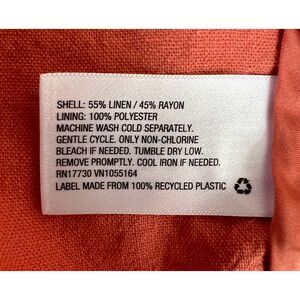 SHELL: 55% LINEN / 45% RAYON
LINING: 100% POLYESTER
MACHINE WASH COLD SEPARATELY.
GENTLE CYCLE. ONLY NON-CHLORINE
BLEACH IF NEEDED. TUMBLE DRY LOW.
REMOVE PROMPTLY. COOL IRON IF NEEDED.
RN17730 VN1055164
LABEL MADE FROM 100% RECYCLED PLASTIC